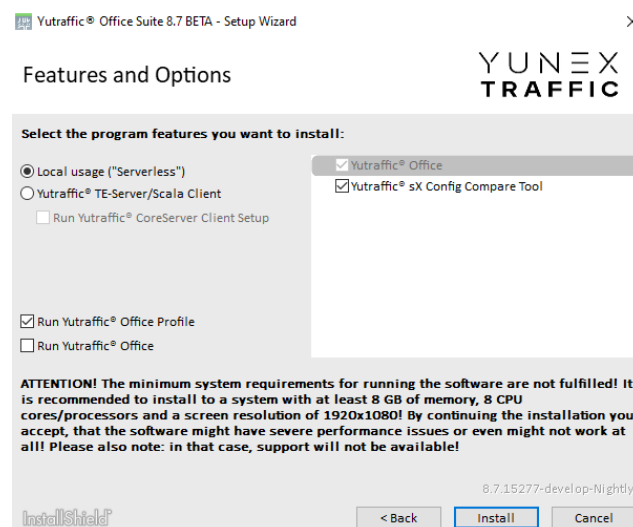 Yutraffic® Office Suite 8.7 BETA - Setup Wizard
Features and Options
YUNEX
TRAFFIC
Select the program features you want to install:
Local usage ("Serverless")
Yutraffic® TE-Server/Scala Client
Run Yutraffic® CoreServer Client Setup
Yutraffic® Office
Yutraffic® sX Config Compare Tool
Run Yutraffic® Office Profile
Run Yutraffic® Office
ATTENTION! The minimum system requirements for running the software are not fulfilled! It
is recommended to install to a system with at least 8 GB of memory, 8 CPU
cores/processors and a screen resolution of 1920x1080! By continuing the installation you
accept, that the software might have severe performance issues or even might not work at
all! Please also note: in that case, support will not be available!
8.7.15277-develop-Nightly
InstallShield®
< Back
Install
Cancel